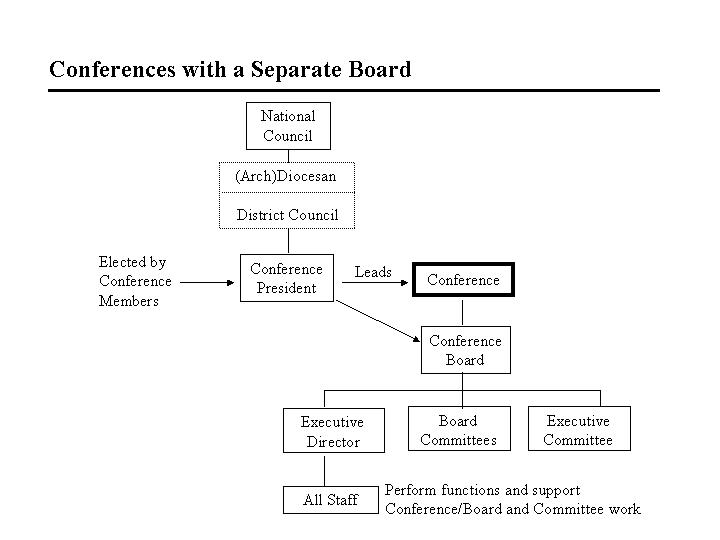 Conferences with a Separate Board
National
Council
(Arch)Diocesan
District Council
Elected by
Conference
Members
Conference
President
Leads
Conference
Conference
Board
Executive
Director
Board
Committees
Executive
Committee
All Staff
Perform functions and support
Conference/Board and Committee work